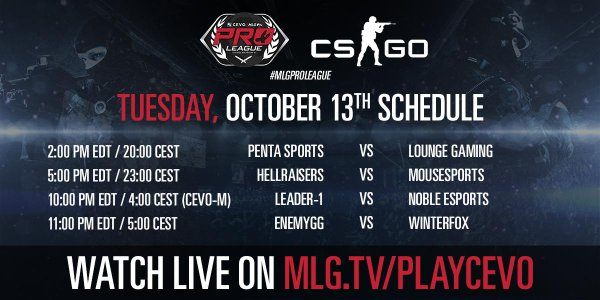 CEVO MLG
PRO
LEAGUE
CS GO
#MLGPROLEAGUE
TUESDAY, OCTOBER 13TH SCHEDULE
2:00 PM EDT / 20:00 CEST PENTA SPORTS VS LOUNGE GAMING
5:00 PM EDT / 23:00 CEST HELLRAISERS VS MOUSESPORTS
10:00 PM EDT / 4:00 CEST (CEVO-M) LEADER-1 VS NOBLE ESPORTS
11:00 PM EDT / 5:00 CEST ENEMYGG VS WINTERFOX
WATCH LIVE ON MLG.TV/PLAYCEVO